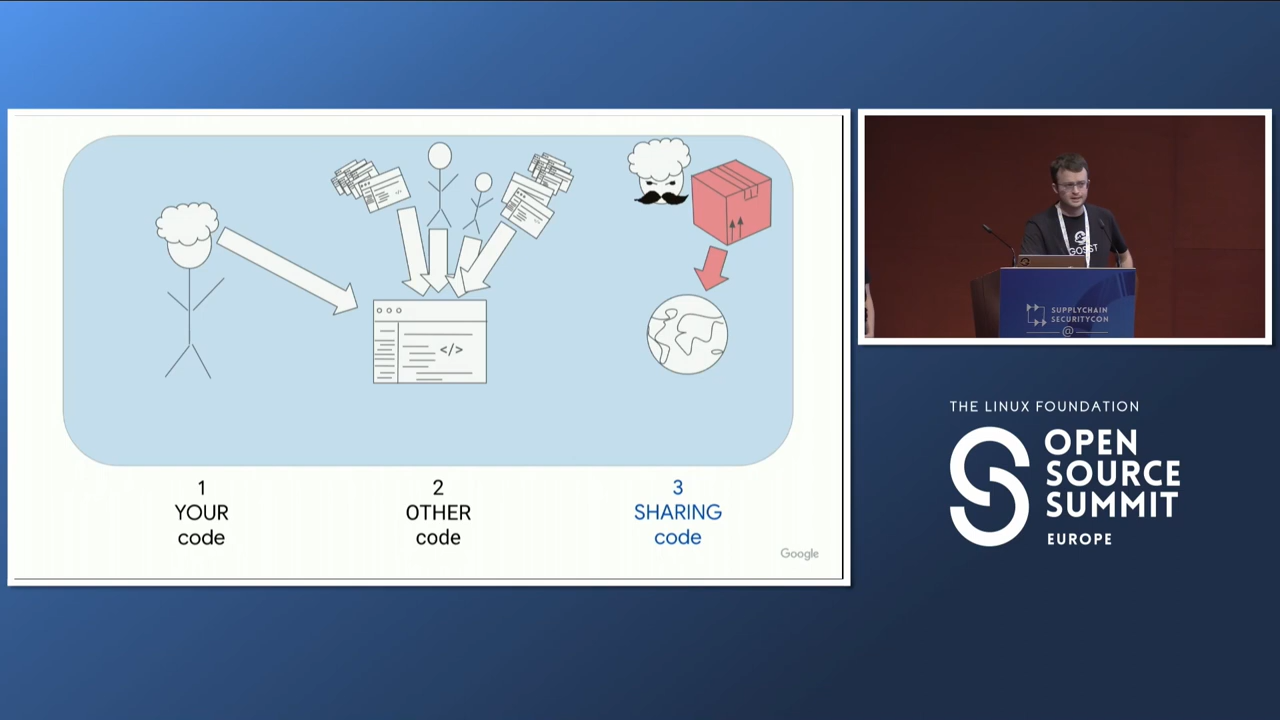 </>
1
YOUR
code
2
OTHER
code
3
SHARING
code
Google
GOSST
SUPPLYCHAIN
SECURITYCON
@
THE LINUX FOUNDATION
OPEN
SOURCE
SUMMIT
EUROPE